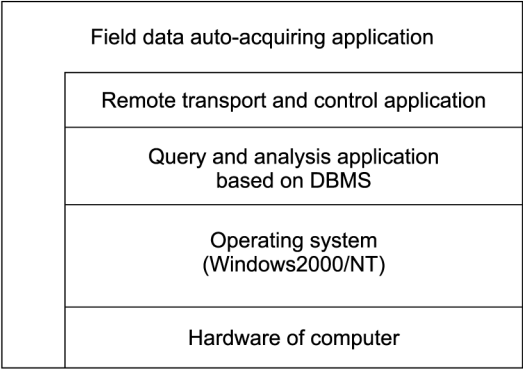 Field data auto-acquiring application
Remote transport and control application
Query and analysis application
based on DBMS
Operating system
(Windows2000/NT)
Hardware of computer